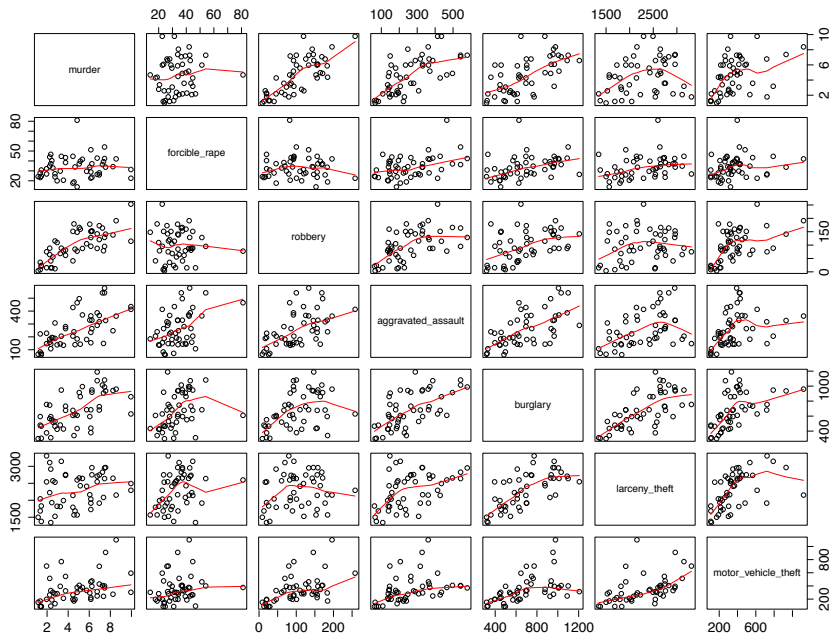 20 40 60 80
100 300 500
1500 2500
murder
2 6 10
20 50 80
forcible_rape
robbery
0 150
100 400
aggravated_assault
burglary
400 1000
1500 3000
larceny_theft
motor_vehicle_theft
200 800
2 4 6 8
0 100 200
400 800 1200
200 600